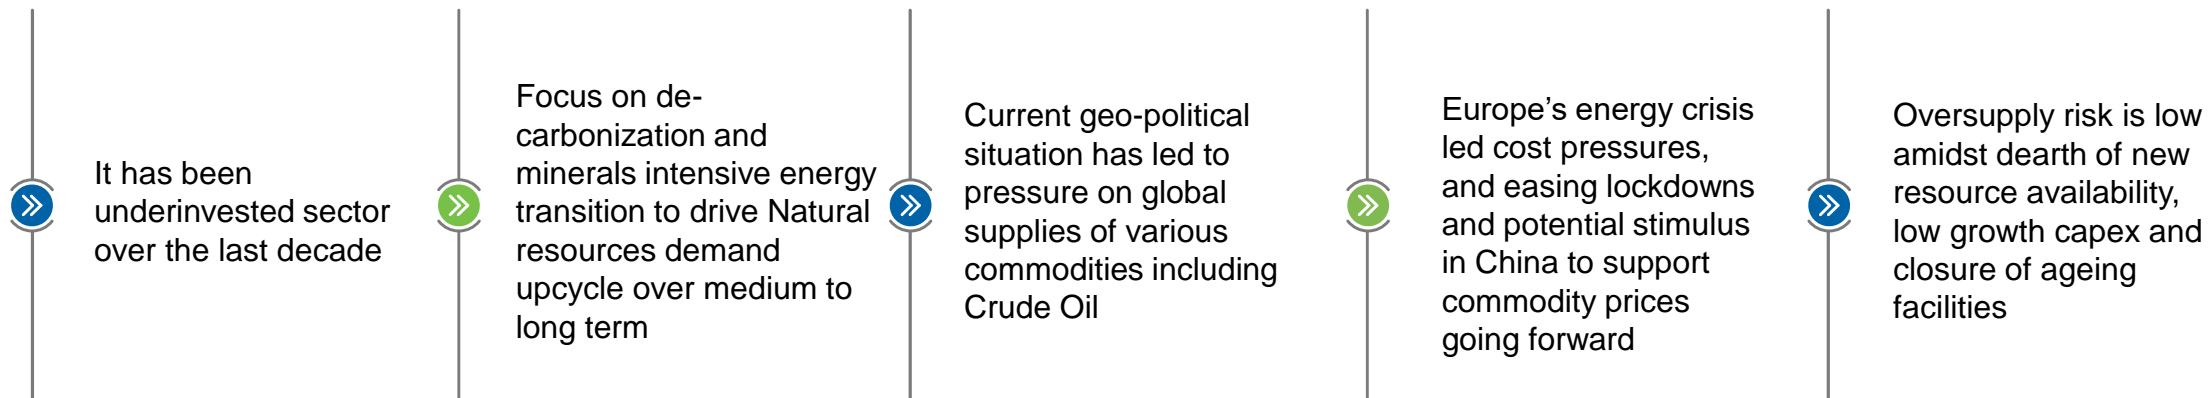 It has been
underinvested sector
over the last decade
Focus on de-
carbonization and
minerals intensive energy
transition to drive Natural
resources demand
upcycle over medium to
long term
Current geo-political
situation has led to
pressure on global
supplies of various
commodities including
Crude Oil
Europe’s energy crisis
led cost pressures,
and easing lockdowns
and potential stimulus
in China to support
commodity prices
going forward
Oversupply risk is low
amidst dearth of new
resource availability,
low growth capex and
closure of ageing
facilities